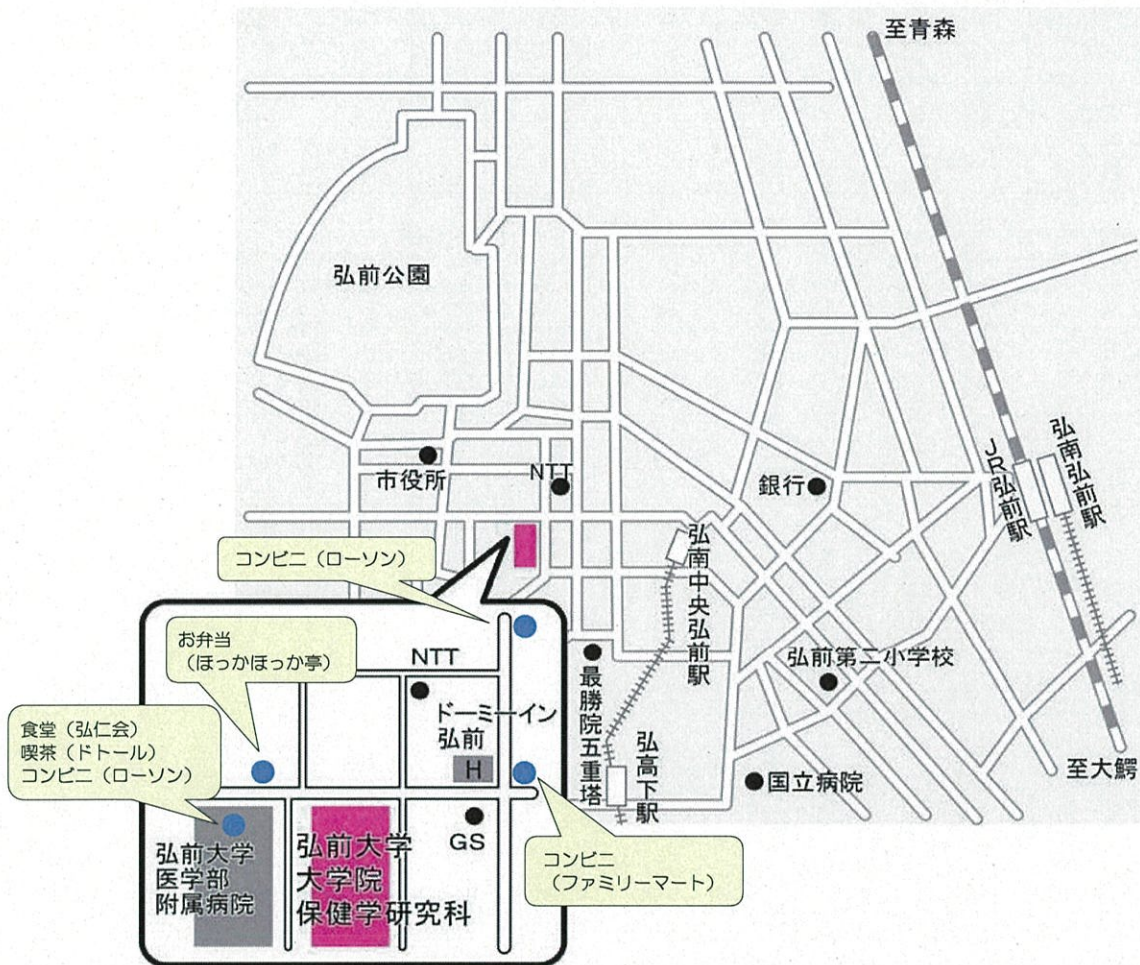 至青森
弘前公園
市役所
NTT
銀行
JR弘前駅
弘南弘前駅
コンビニ（ローソン）
弘南中央弘前駅
お弁当
（ほっかほっか亭）
NTT
最勝院五重塔
弘前第二小学校
ドーミーイン
弘前
H
食堂（弘仁会）
喫茶（ドトール）
コンビニ（ローソン）
弘高下駅
国立病院
至大鰐
GS
弘前大学
医学部
附属病院
弘前大学
大学院
保健学研究科
コンビニ
（ファミリーマート）